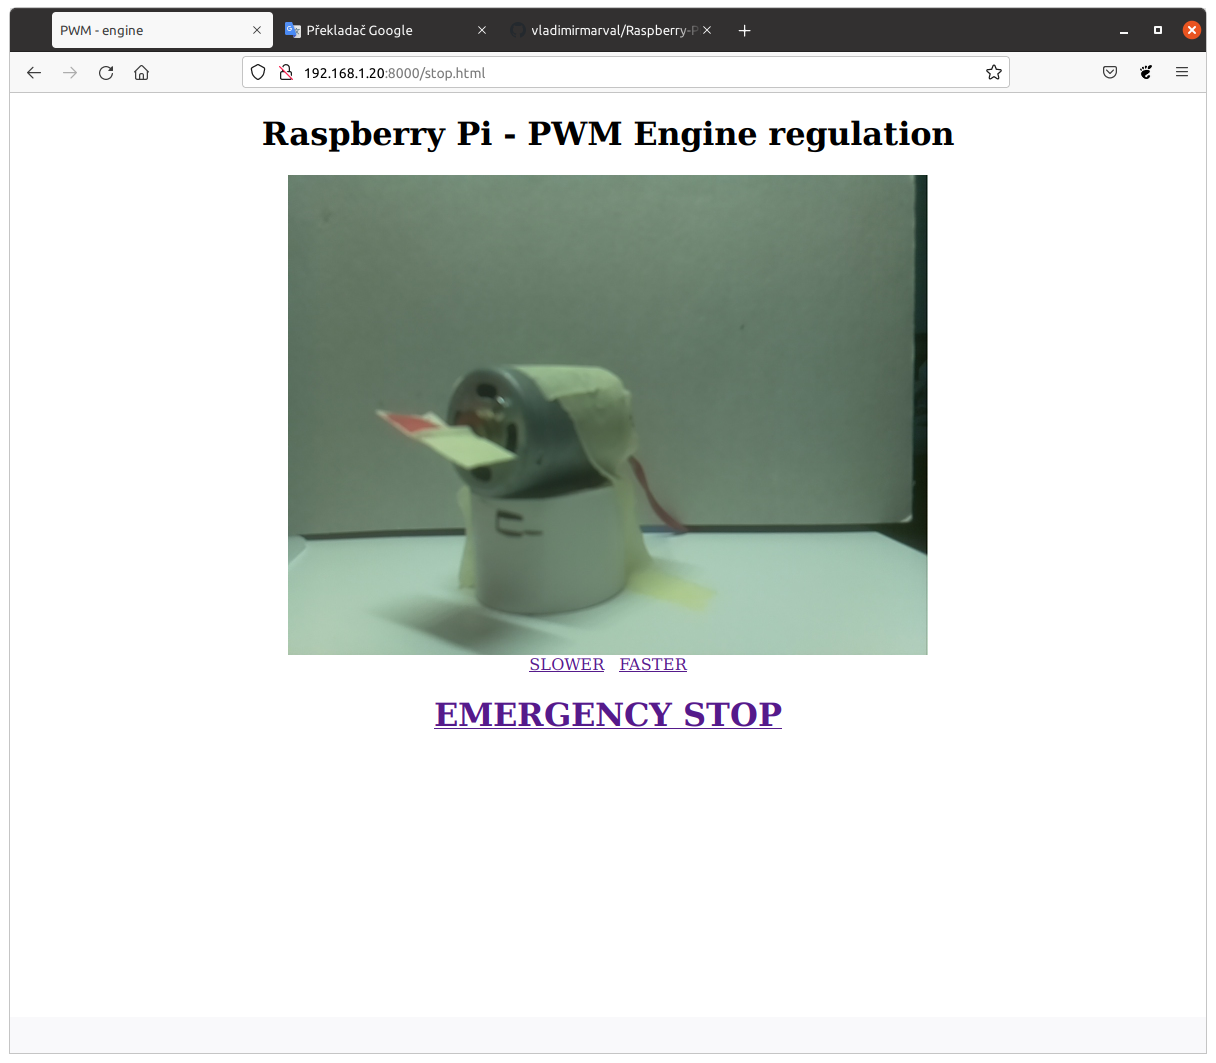 PWM - engine
Překladač Google
vladimirmarval/Raspberry-P
192.168.1.20:8000/stop.html
Raspberry Pi - PWM Engine regulation
SLOWER FASTER
EMERGENCY STOP